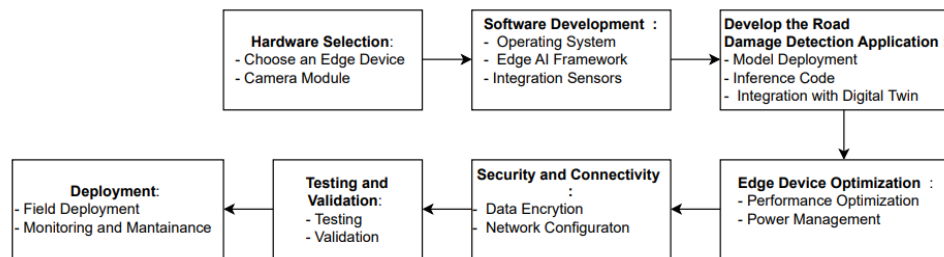 Hardware Selection:
- Choose an Edge Device
- Camera Module
Software Development :
- Operating System
- Edge AI Framework
- Integration Sensors
Develop the Road
Damage Detection Application
- Model Deployment
- Inference Code
- Integration with Digital Twin
Edge Device Optimization :
- Performance Optimization
- Power Management
Security and Connectivity
:
- Data Encrytion
- Network Configuraton
Testing and
Validation:
- Testing
- Validation
Deployment:
- Field Deployment
- Monitoring and Mantainance